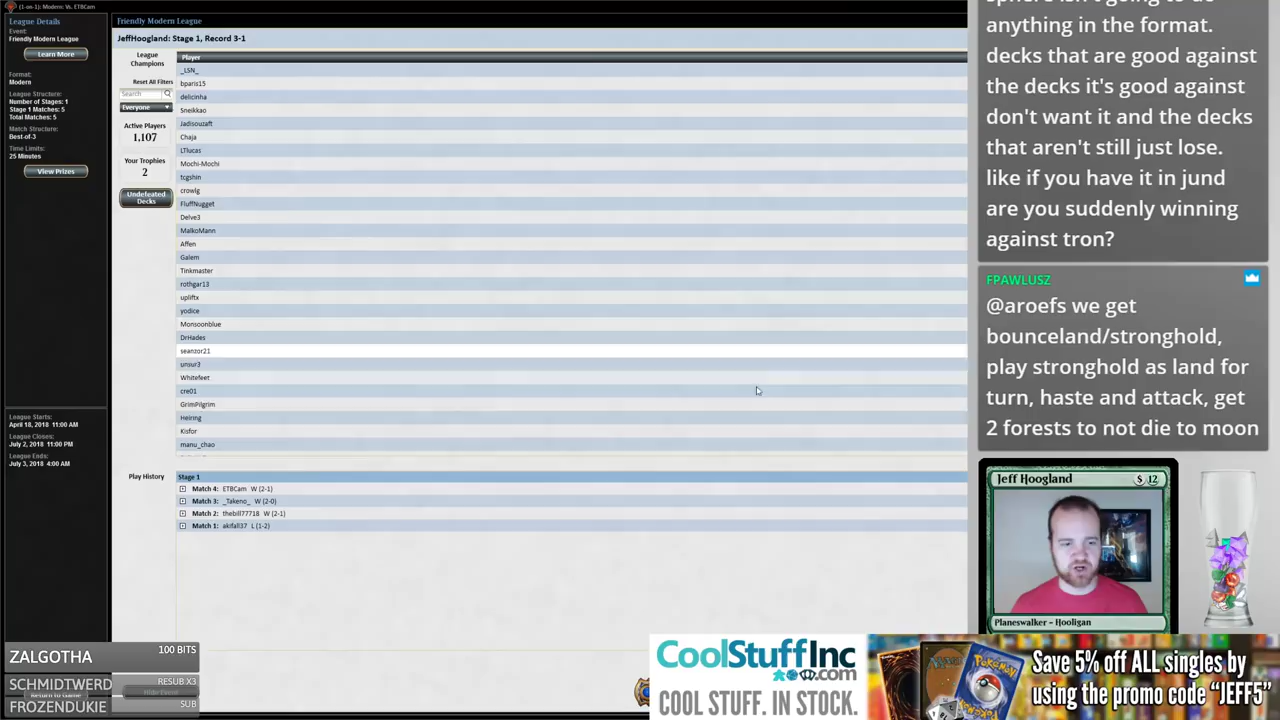 (1-on-1) Modern: Vs. ETBCam
League Details
Event:
Friendly Modern League
Learn More
Format:
Modern
League Structure:
Number of Stages: 1
Stage 1 Matches: 5
Total Matches: 5
Match Structure:
Best-of-3
Time Limits:
25 Minutes
View Prizes
League Starts:
April 18, 2018 11:00 AM
League Closes:
July 2, 2018 11:00 PM
League Ends:
July 3, 2018 4:00 AM
Friendly Modern League
JeffHoogland: Stage 1, Record 3-1
League
Champions
Reset All Filters
Search
Everyone
Active Players
1,107
Your Trophies
2
Undefeated
Decks
Player
_LSN_
bparis15
delicinha
Sneikkao
Jadisouzaft
Chaja
LTlucas
Mochi-Mochi
tcgshin
crowlg
FluffNugget
Delve3
MalkoMann
Affen
Galem
Tinkmaster
rothgar13
upliftx
yodice
Monsoonblue
DrHades
seanzor21
unsur3
Whitefeet
cre01
GrimPilgrim
Heiring
Kisfor
manu_chao
Play History
Stage 1
Match 4: ETBCam W (2-1)
Match 3: _Takeno_ W (2-0)
Match 2: thebill77718 W (2-1)
Match 1: akifall37 L (1-2)
sphere isn't going to do
anything in the format.
decks that are good against
the decks it's good against
don't want it and the decks
that aren't still just lose.
like if you have it in jund
are you suddenly winning
against tron?
FPAWLUSZ
@aroefs we get
bounceland/stronghold,
play stronghold as land for
turn, haste and attack, get
2 forests to not die to moon
Jeff Hoogland
$ 12
Planeswalker - Hooligan
ZALGOTHA 100 BITS
SCHMIDTWERD RESUB X3
Return to Game
Hide Event
FROZENDUKIE SUB
CoolStuffInc
.com
COOL STUFF. IN STOCK.
Pokémon
Save 5% off ALL singles by
using the promo code "JEFF5"